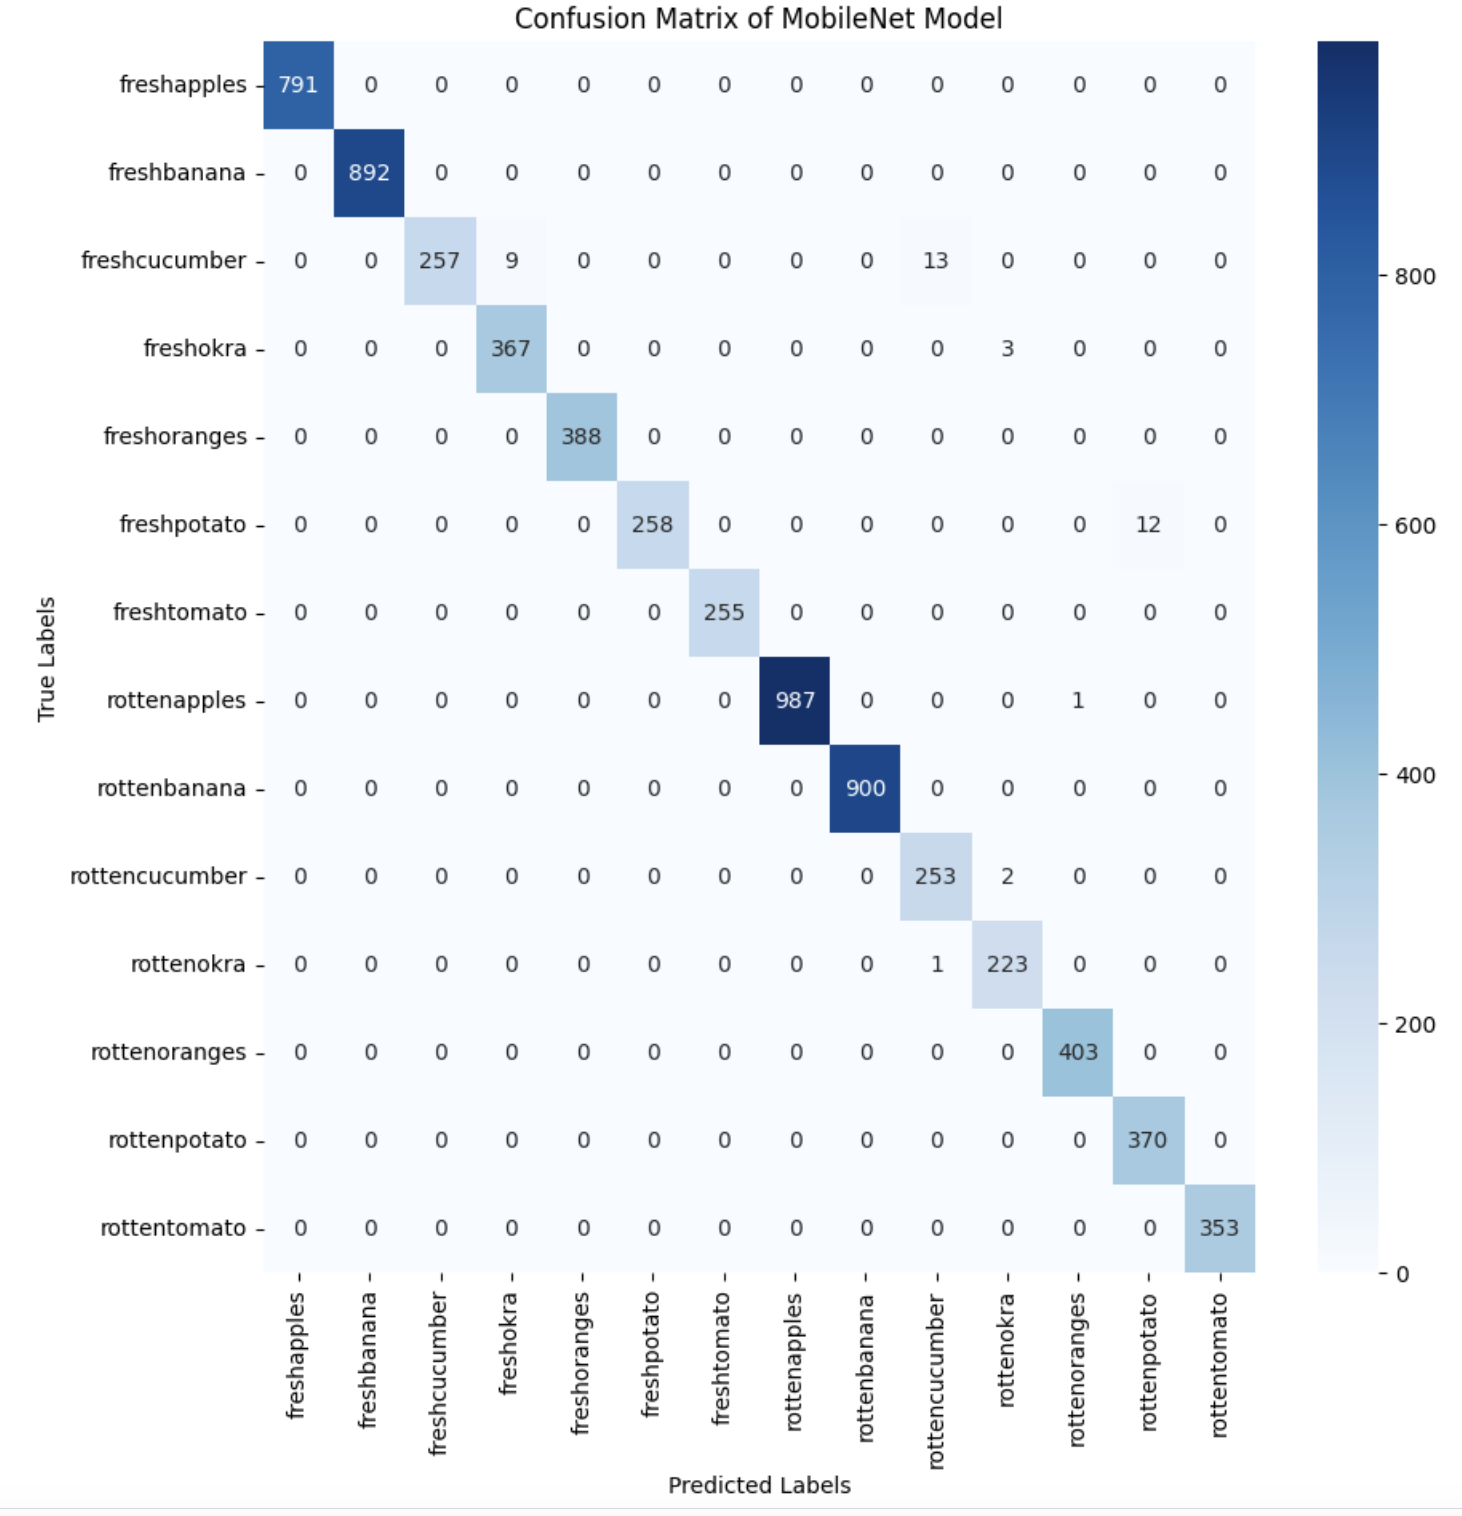 Confusion Matrix of MobileNet Model
freshapples 791 0 0 0 0 0 0 0 0 0 0 0 0 0
freshbanana 0 892 0 0 0 0 0 0 0 0 0 0 0 0
freshcucumber 0 0 257 9 0 0 0 0 0 13 0 0 0 0
freshokra 0 0 0 367 0 0 0 0 0 0 3 0 0 0
freshoranges 0 0 0 0 388 0 0 0 0 0 0 0 0 0
freshpotato 0 0 0 0 0 258 0 0 0 0 0 0 12 0
freshtomato 0 0 0 0 0 0 255 0 0 0 0 0 0 0
rottenapples 0 0 0 0 0 0 0 987 0 0 0 1 0 0
rottenbanana 0 0 0 0 0 0 0 0 900 0 0 0 0 0
rottencucumber 0 0 0 0 0 0 0 0 0 253 2 0 0 0
rottenokra 0 0 0 0 0 0 0 0 0 1 223 0 0 0
rottenoranges 0 0 0 0 0 0 0 0 0 0 0 403 0 0
rottenpotato 0 0 0 0 0 0 0 0 0 0 0 0 370 0
rottentomato 0 0 0 0 0 0 0 0 0 0 0 0 0 353
True Labels
freshapples
freshbanana
freshcucumber
freshokra
freshoranges
freshpotato
freshtomato
rottenapples
rottenbanana
rottencucumber
rottenokra
rottenoranges
rottenpotato
rottentomato
Predicted Labels
800
600
400
200
0